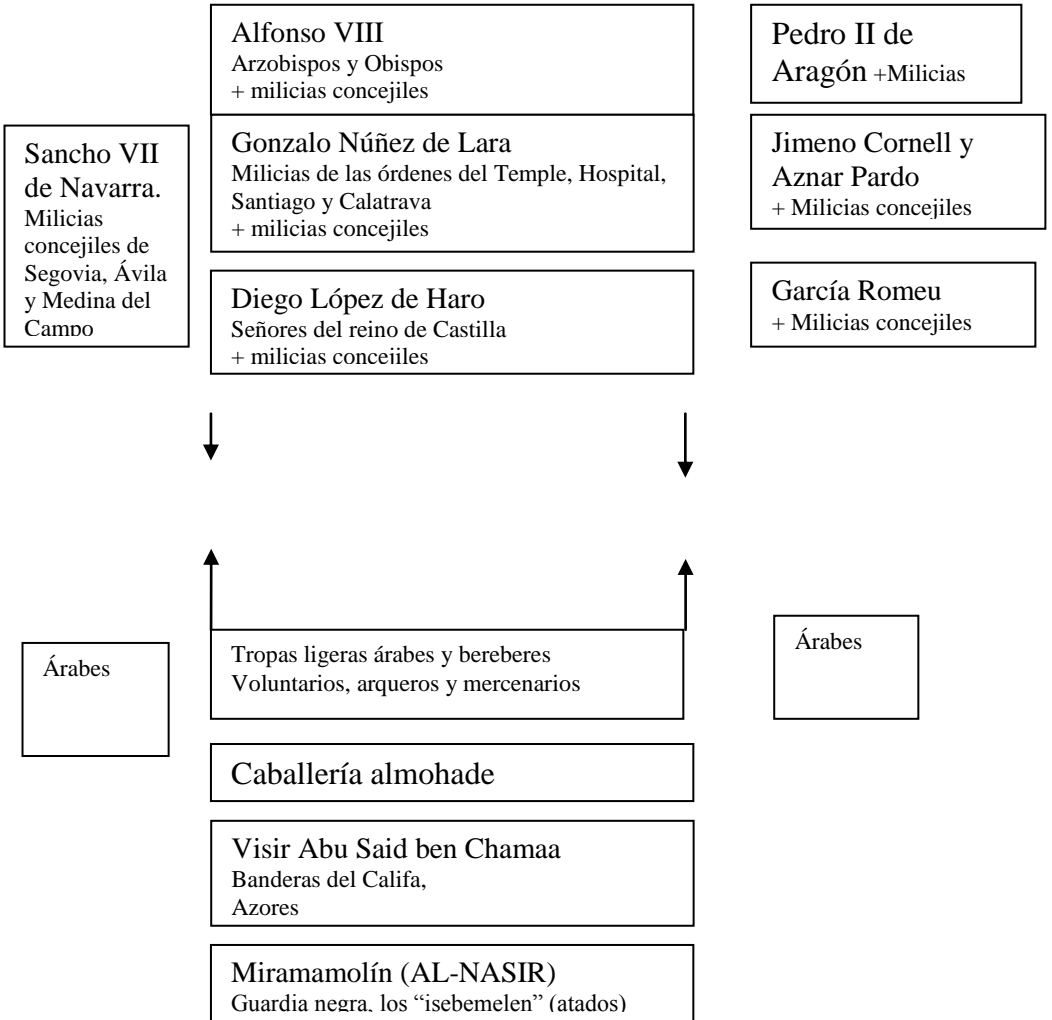 Alfonso VIII
Arzobispos y Obispos
+ milicias concejiles
Pedro II de
Aragón +Milicias
Sancho VII
de Navarra.
Milicias
concejiles de
Segovia, Ávila
y Medina del
Campo
Gonzalo Núñez de Lara
Milicias de las órdenes del Temple, Hospital,
Santiago y Calatrava
+ milicias concejiles
Jimeno Cornell y
Aznar Pardo
+ Milicias concejiles
Diego López de Haro
Señores del reino de Castilla
+ milicias concejiles
García Romeu
+ Milicias concejiles
Árabes
Tropas ligeras árabes y bereberes
Voluntarios, arqueros y mercenarios
Árabes
Caballería almohade
Visir Abu Said ben Chamaa
Banderas del Califa,
Azores
Miramamolín (AL-NASIR)
Guardia negra, los “isebemelen” (atados)